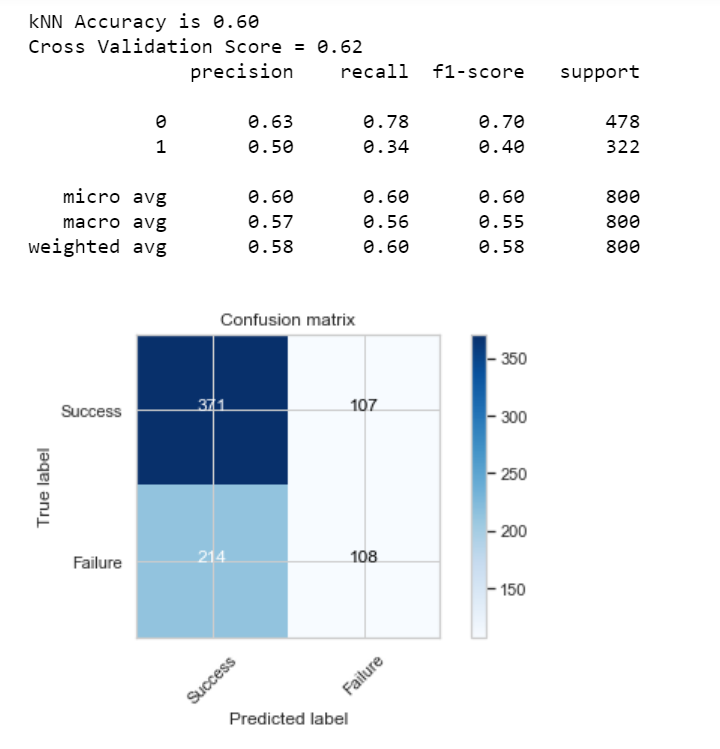 kNN Accuracy is 0.60
Cross Validation Score = 0.62
precision recall f1-score support
0 0.63 0.78 0.70 478
1 0.50 0.34 0.40 322
micro avg 0.60 0.60 0.60 800
macro avg 0.57 0.56 0.55 800
weighted avg 0.58 0.60 0.58 800
Confusion matrix
True label
Success 371 107
Failure 214 108
Success Failure
Predicted label
350
300
250
200
150